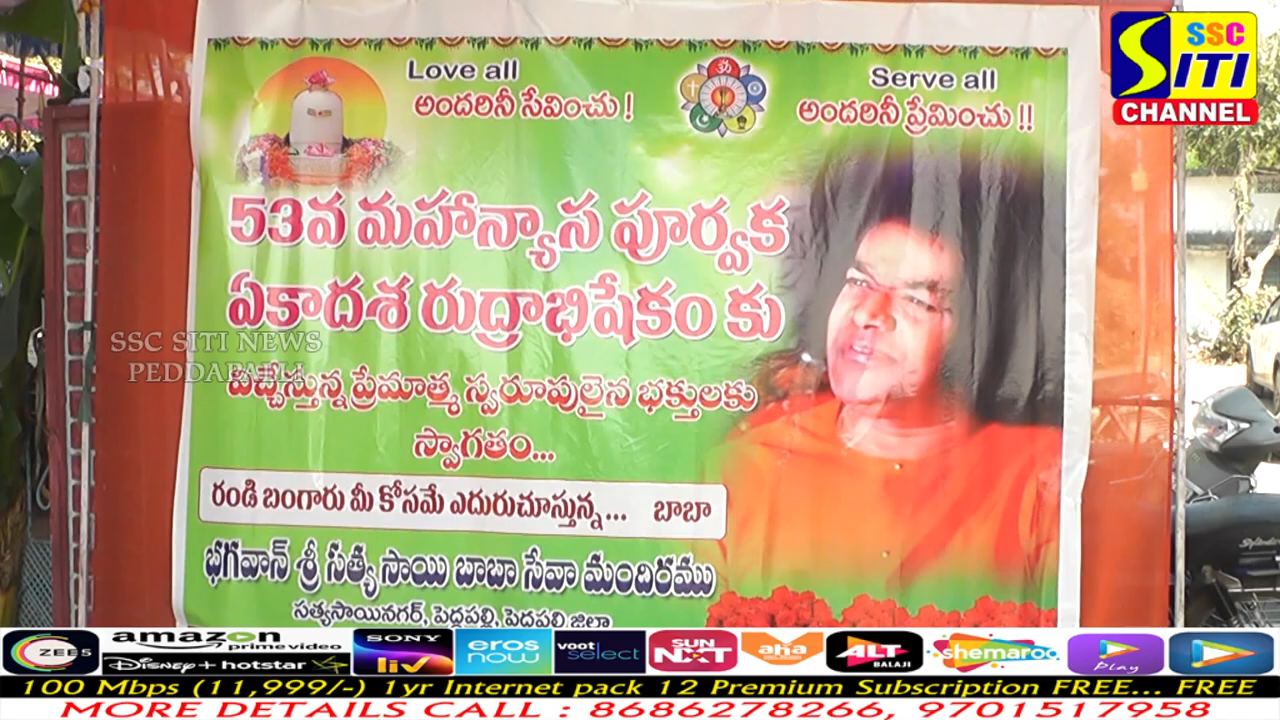 Love all
Serve all
అందరినీ సేవించు !
అందరినీ ప్రేమించు !!
SSC
SITI
CHANNEL
53వ మహాన్యాస పూర్వక
ఏకాదశ రుద్రాభిషేకం కు
SSC SITI NEWS
PEDDAPALLI
విచ్చేస్తున్న ప్రేమాత్మ స్వరూపులైన భక్తులకు
స్వాగతం...
రండి బంగారు మీ కోసమే ఎదురుచూస్తున్న... బాబా
భగవాన్ శ్రీ సత్య సాయి బాబా సేవా మందిరము
సత్యసాయినగర్, పెద్దపల్లి, పెద్దపల్లి జిల్లా
ZEE5
amazon
prime video
Disney+ hotstar
SONY
liv
eros
now
voot
select
SUN
NXT
aha
ALT
BALAJI
shemaroo
Play
100 Mbps (11,999/-) 1yr Internet pack 12 Premium Subscription FREE... FREE
MORE DETAILS CALL : 8686278266, 9701517958